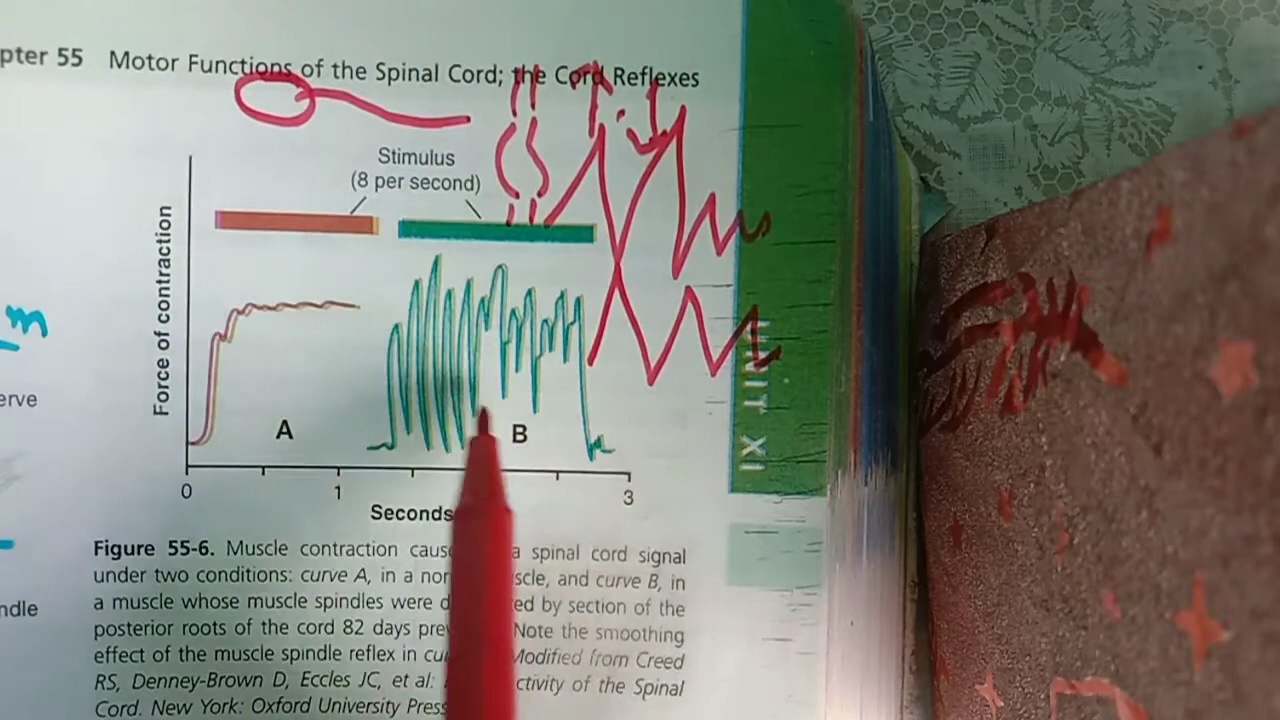 pter 55 Motor Functions of the Spinal Cord; the Cord Reflexes
Stimulus
(8 per second)
Force of contraction
A
B
0 1 3
Seconds
m
erve
ndle
UNIT XI
Figure 55-6. Muscle contraction cause a spinal cord signal
under two conditions: curve A, in a nor scle, and curve B, in
a muscle whose muscle spindles were d ed by section of the
posterior roots of the cord 82 days prev Note the smoothing
effect of the muscle spindle reflex in cu Modified from Creed
RS, Denney-Brown D, Eccles JC, et al: ctivity of the Spinal
Cord. New York: Oxford University Press